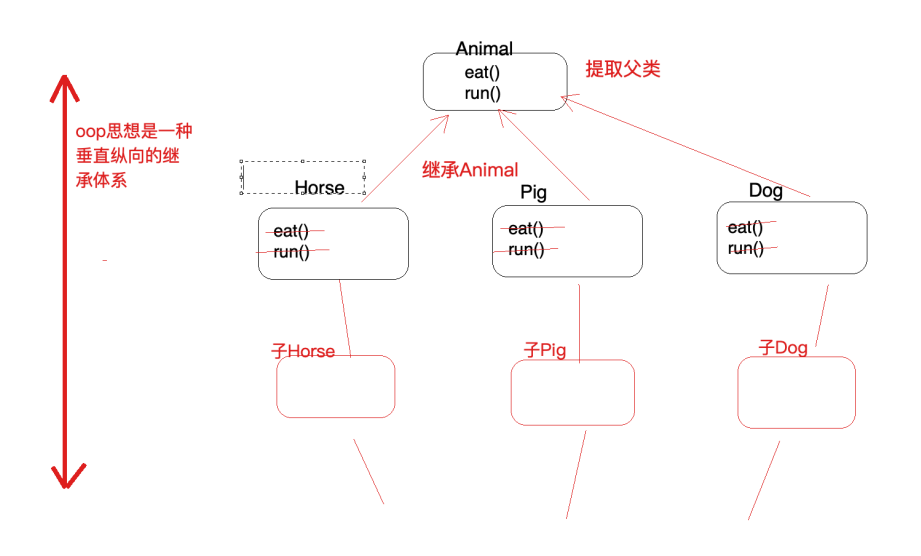 Animal
eat()
run()
提取父类
oop思想是一种
垂直纵向的继
承体系
继承Animal
Horse
eat()
run()
Pig
eat()
run()
Dog
eat()
run()
子Horse
子Pig
子Dog